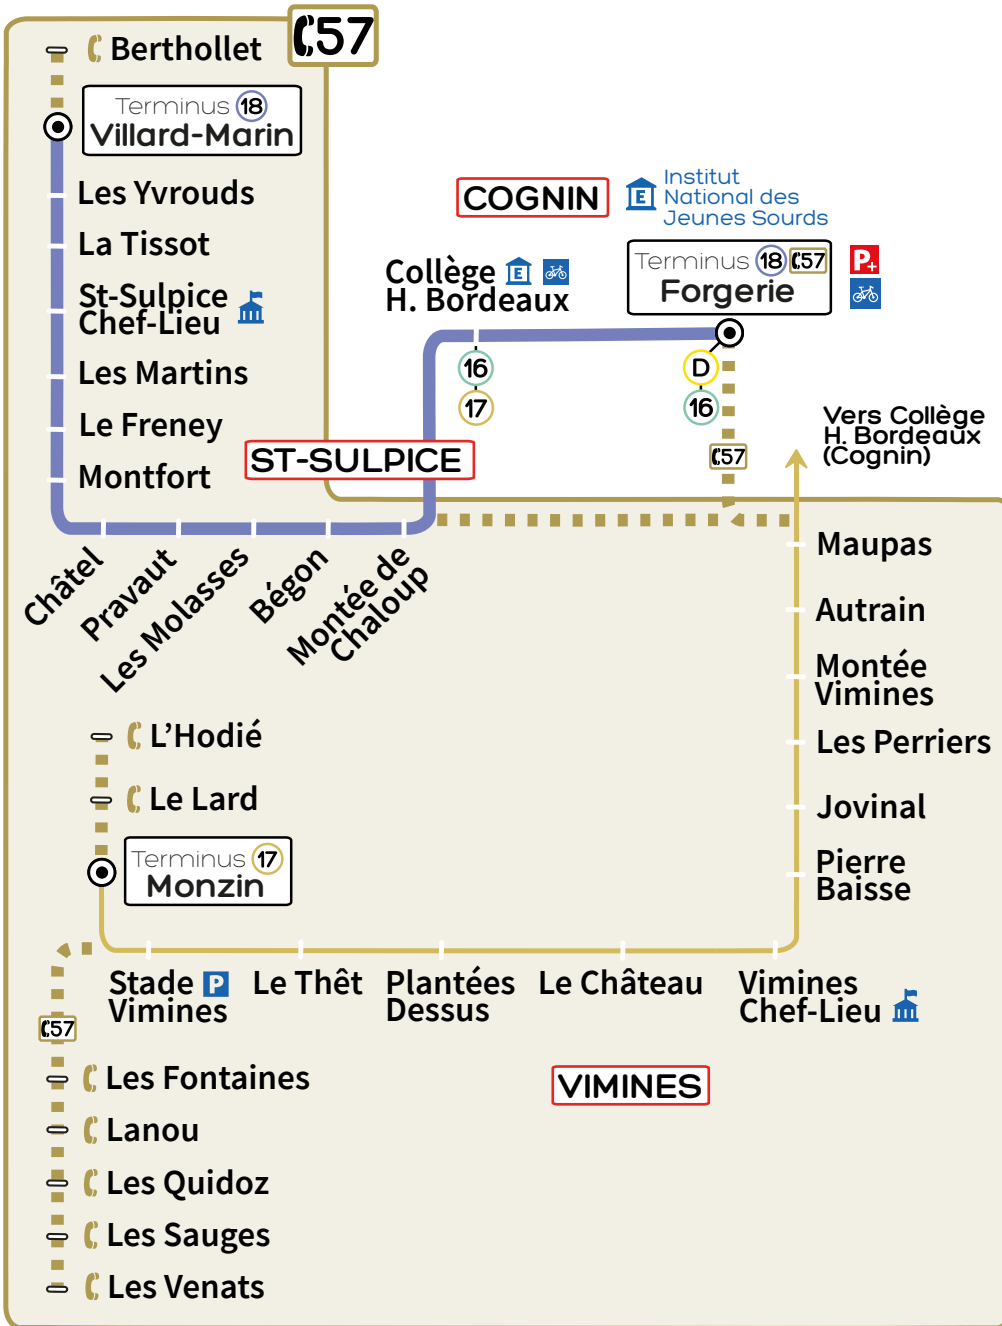 57
Berthollet
Terminus 18
Villard-Marin
Les Yvrouds
La Tissot
St-Sulpice
Chef-Lieu
Les Martins
Le Freney
Montfort
COGNIN
E
Institut
National des
Jeunes Sourds
Collège E
H. Bordeaux
16
17
Terminus 18 57
Forgerie
P+
D
16
57
Vers Collège
H. Bordeaux
(Cognin)
ST-SULPICE
Châtel
Pravaut
Les Molasses
Bégon
Montée de
Chaloup
Maupas
Autrain
Montée
Vimines
Les Perriers
Jovinal
Pierre
Baisse
L'Hodié
Le Lard
Terminus 17
Monzin
Stade P
Vimines
Le Thêt
Plantées
Dessus
Le Château
Vimines
Chef-Lieu
57
Les Fontaines
Lanou
Les Quidoz
Les Sauges
Les Venats
VIMINES